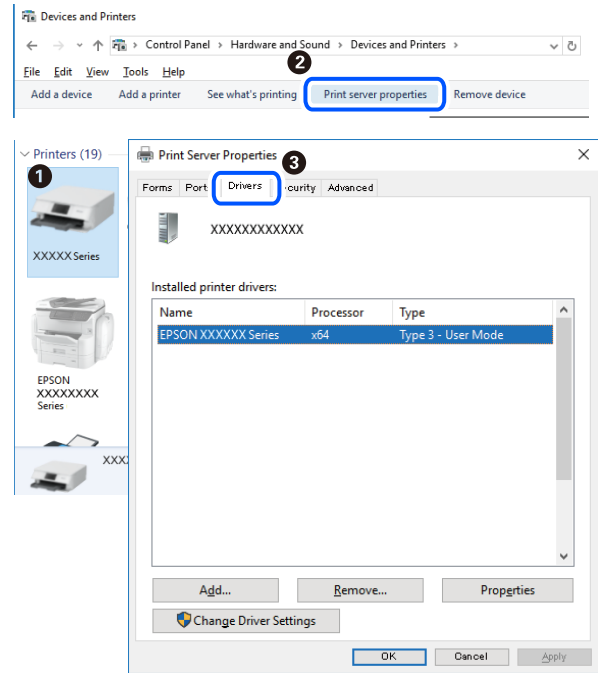 Devices and Printers
Control Panel > Hardware and Sound > Devices and Printers >
2
File Edit View Tools Help
Add a device Add a printer See what's printing Print server properties Remove device
Printers (19)
1
XXXXX Series
EPSON
XXXXXXXX
Series
XXX
Print Server Properties
3
Forms Port Drivers curity Advanced
XXXXXXXXXXXX
Installed printer drivers:
Name Processor Type
EPSON XXXXXX Series x64 Type 3 - User Mode
Add... Remove... Properties
Change Driver Settings
OK Cancel Apply